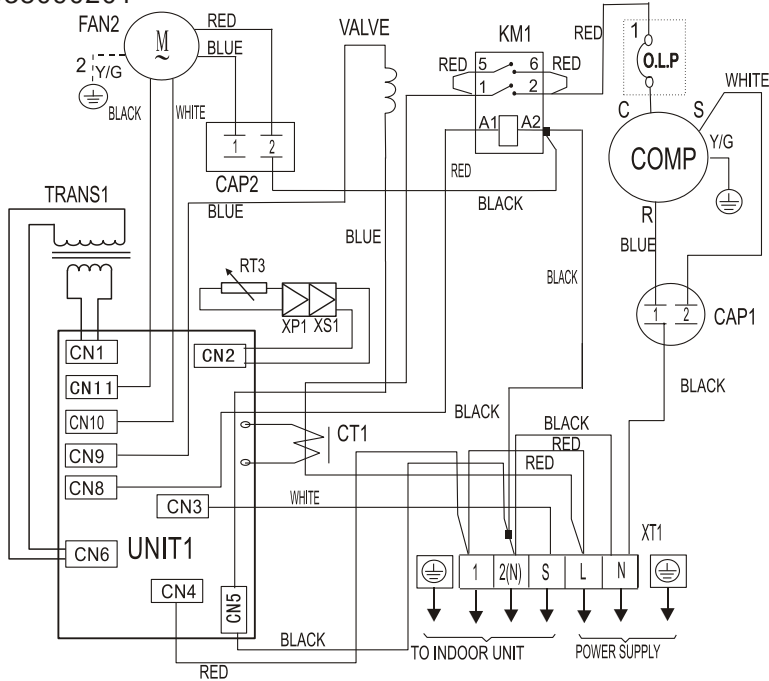 FAN2
RED
BLUE
M
~
2
Y/G
BLACK
WHITE
1 2
CAP2
VALVE
KM1
RED 5 6 RED
1 2
A1 A2
RED
RED
1
O.L.P
C S
WHITE
COMP
Y/G
R
BLUE
1 2
CAP1
BLACK
BLACK
BLACK
TRANS1
BLUE
BLUE
RT3
XP1 XS1
CN1
CN2
CN11
CN10
CN9
CN8
CN3
CN6
UNIT1
CN4
CN5
CT1
WHITE
BLACK
BLACK
RED
RED
XT1
1 2(N) S L N
BLACK
RED
TO INDOOR UNIT
POWER SUPPLY